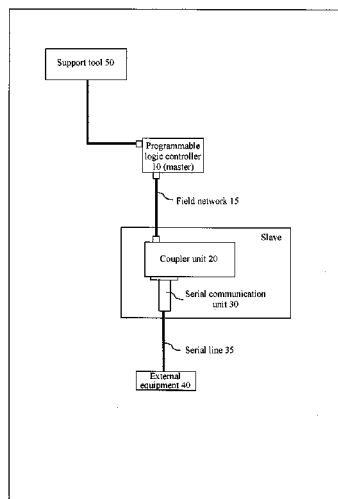 Support tool 50
Programmable
logic controller
10 (master)
Field network 15
Slave
Coupler unit 20
Serial communication
unit 30
Serial line 35
External
equipment 40